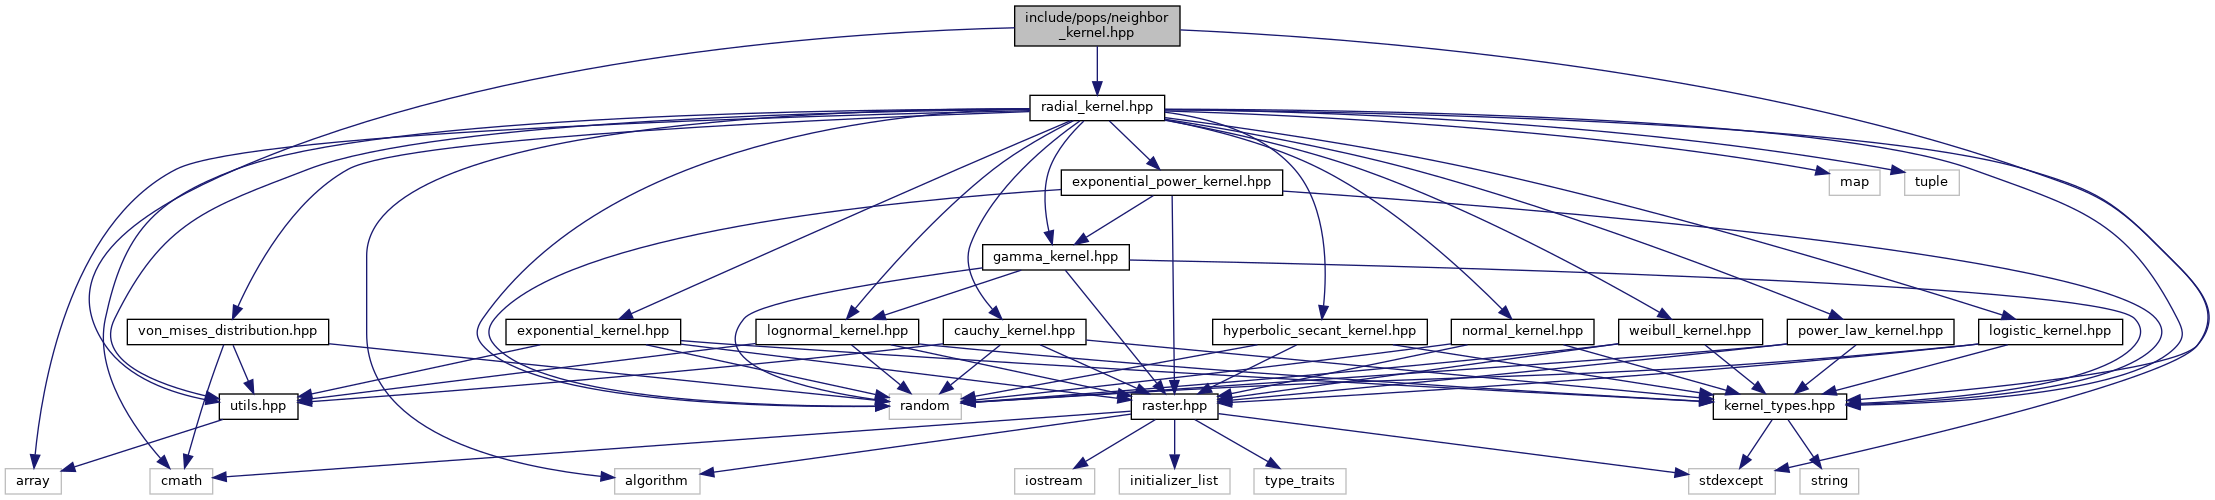 include/pops/neighbor
_kernel.hpp
radial_kernel.hpp
exponential_power_kernel.hpp
map
tuple
gamma_kernel.hpp
von_mises_distribution.hpp
exponential_kernel.hpp
lognormal_kernel.hpp
cauchy_kernel.hpp
hyperbolic_secant_kernel.hpp
normal_kernel.hpp
weibull_kernel.hpp
power_law_kernel.hpp
logistic_kernel.hpp
utils.hpp
random
raster.hpp
kernel_types.hpp
array
cmath
algorithm
iostream
initializer_list
type_traits
stdexcept
string